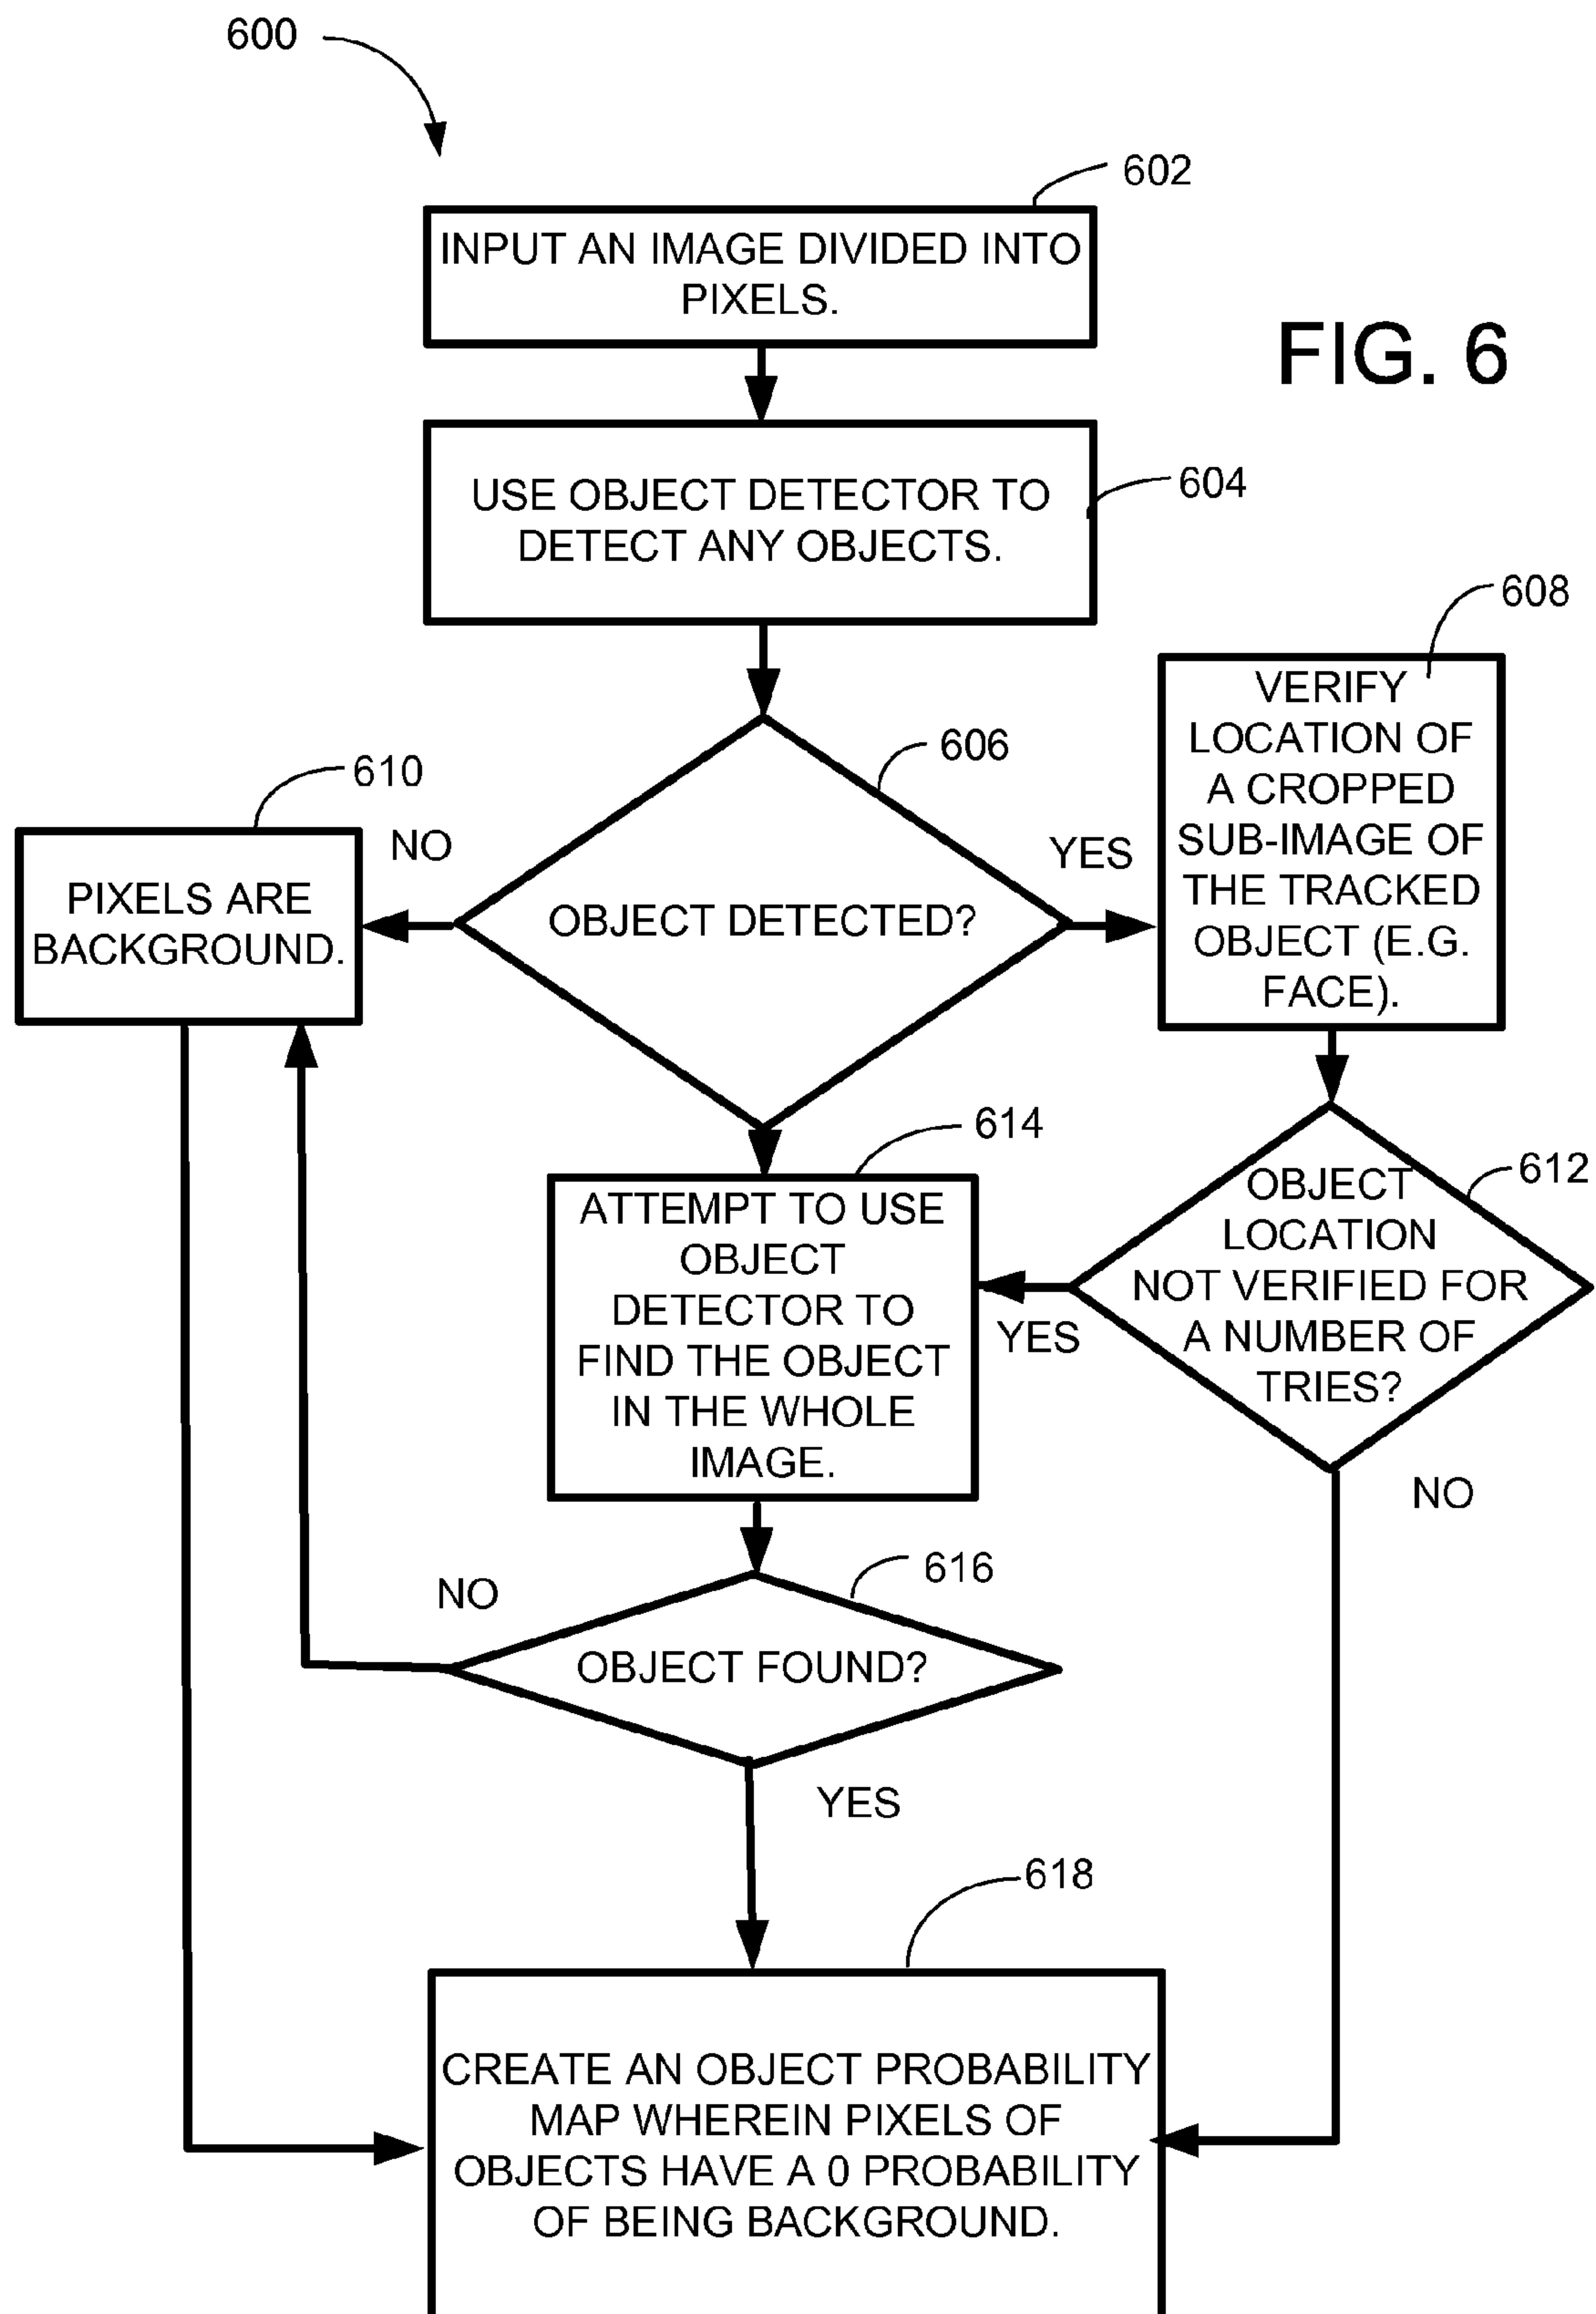 600
602
INPUT AN IMAGE DIVIDED INTO
PIXELS.
FIG. 6
604
USE OBJECT DETECTOR TO
DETECT ANY OBJECTS.
608
VERIFY
LOCATION OF
A CROPPED
SUB-IMAGE OF
THE TRACKED
OBJECT (E.G.
FACE).
606
OBJECT DETECTED?
NO
YES
610
PIXELS ARE
BACKGROUND.
612
OBJECT
LOCATION
NOT VERIFIED FOR
A NUMBER OF
TRIES?
YES
NO
614
ATTEMPT TO USE
OBJECT
DETECTOR TO
FIND THE OBJECT
IN THE WHOLE
IMAGE.
616
OBJECT FOUND?
NO
YES
618
CREATE AN OBJECT PROBABILITY
MAP WHEREIN PIXELS OF
OBJECTS HAVE A 0 PROBABILITY
OF BEING BACKGROUND.